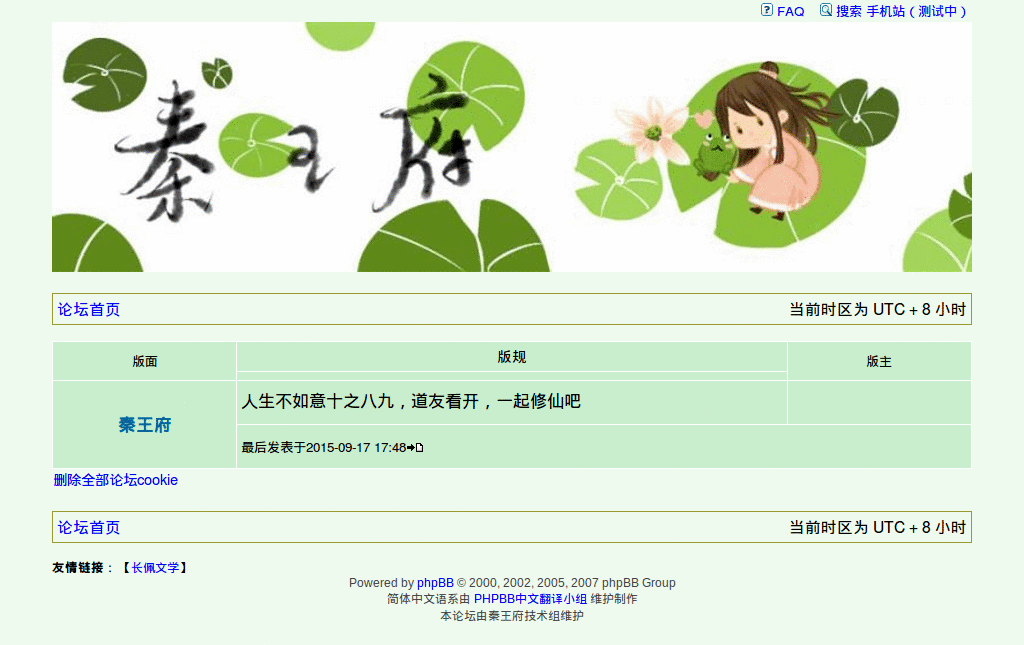 FAQ 搜索 手机站（测试中）
秦王府
论坛首页 当前时区为 UTC + 8 小时
版面 版规 版主
秦王府 人生不如意十之八九，道友看开，一起修仙吧
最后发表于2015-09-17 17:48
删除全部论坛cookie
论坛首页 当前时区为 UTC + 8 小时
友情链接：【长佩文学】
Powered by phpBB © 2000, 2002, 2005, 2007 phpBB Group
简体中文语系由 PHPBB中文翻译小组 维护制作
本论坛由秦王府技术组维护